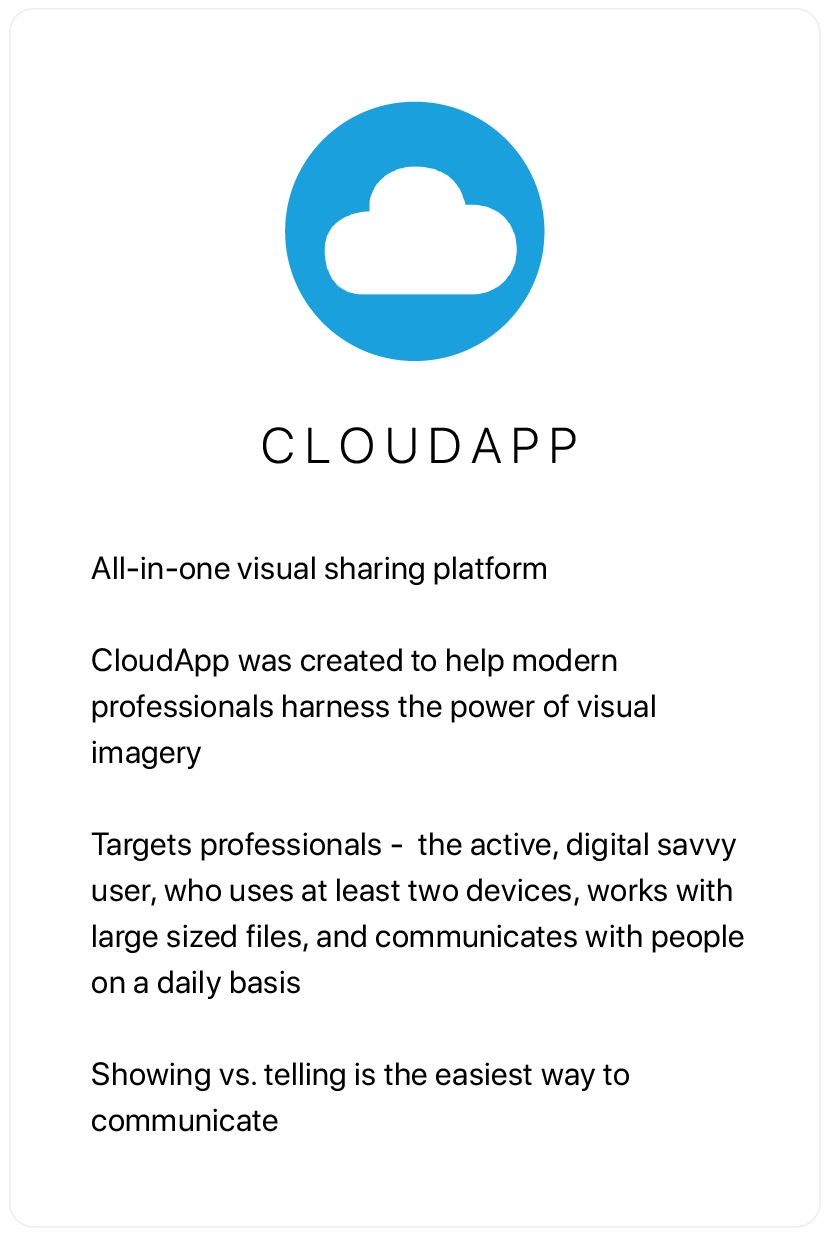 CLOUDAPP
All-in-one visual sharing platform
CloudApp was created to help modern
professionals harness the power of visual
imagery
Targets professionals -  the active, digital savvy
user, who uses at least two devices, works with
large sized files, and communicates with people
on a daily basis
Showing vs. telling is the easiest way to
communicate